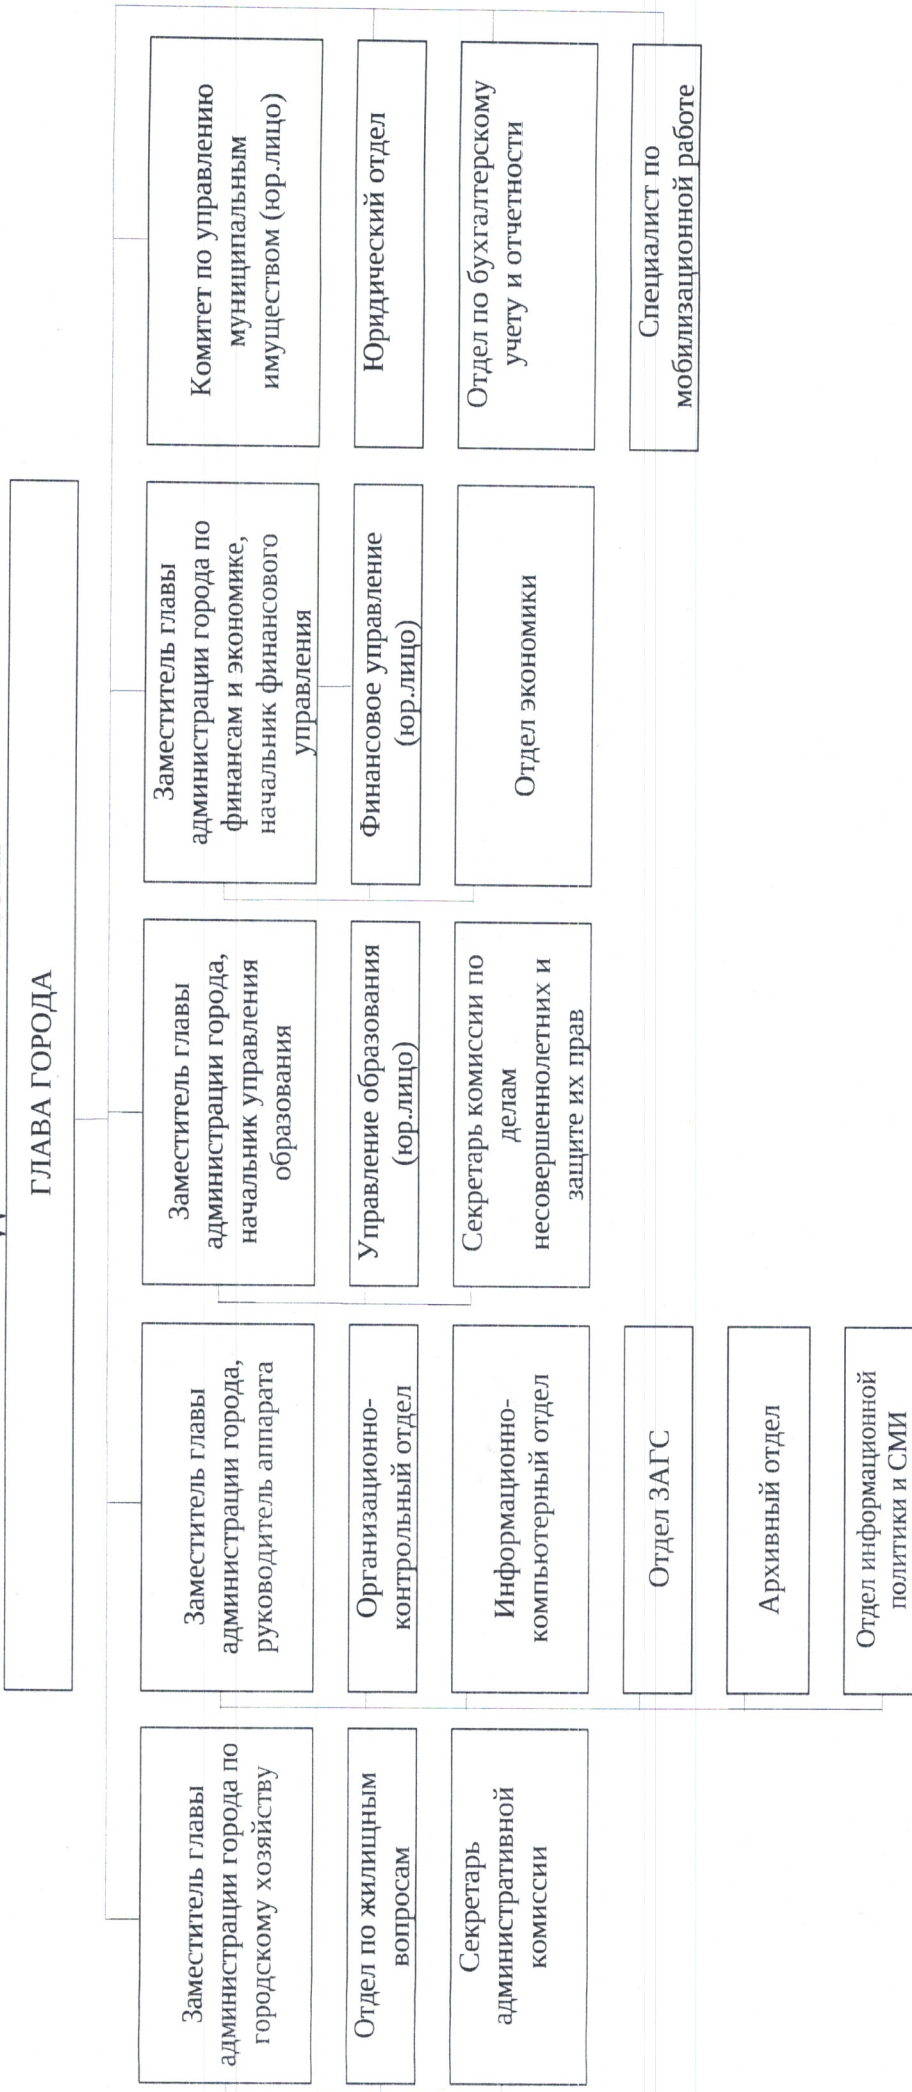 ГЛАВА ГОРОДА
Заместитель главы
администрации города по
городскому хозяйству
Отдел по жилищным
вопросам
Секретарь
административной
комиссии
Заместитель главы
администрации города,
руководитель аппарата
Организационно-
контрольный отдел
Информационно-
компьютерный отдел
Отдел ЗАГС
Архивный отдел
Отдел информационной
политики и СМИ
Заместитель главы
администрации города,
начальник управления
образования
Управление образования
(юр.лицо)
Секретарь комиссии по
делам
несовершеннолетних и
защите их прав
Заместитель главы
администрации города по
финансам и экономике,
начальник финансового
управления
Финансовое управление
(юр.лицо)
Отдел экономики
Комитет по управлению
муниципальным
имуществом (юр.лицо)
Юридический отдел
Отдел по бухгалтерскому
учету и отчетности
Специалист по
мобилизационной работе